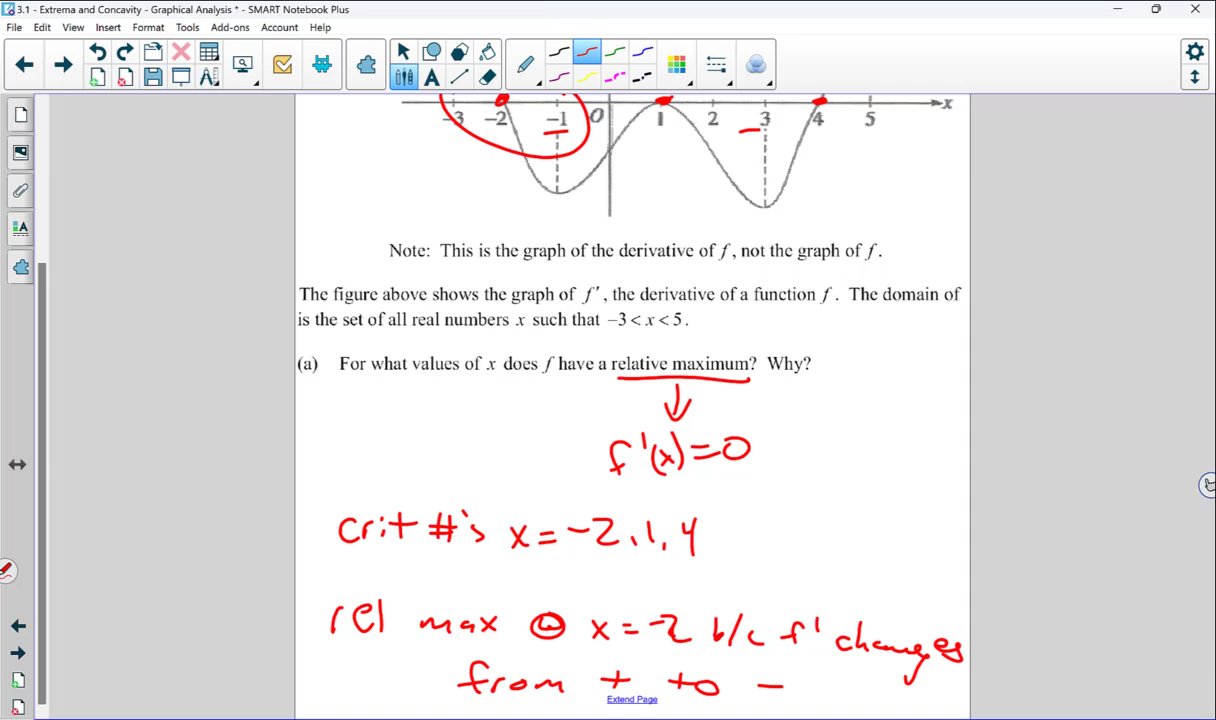 3.1 - Extrema and Concavity - Graphical Analysis * - SMART Notebook Plus
File Edit View Insert Format Tools Add-ons Account Help
-3 -2 -1 O 1 2 3 4 5 x
Note: This is the graph of the derivative of f, not the graph of f.
The figure above shows the graph of f′, the derivative of a function f. The domain of
is the set of all real numbers x such that −3 < x < 5.
(a) For what values of x does f have a relative maximum? Why?
f'(x)=0
crit #'s x = -2, 1, 4
rel max @ x = -2 b/c f' changes
from + to -
Extend Page